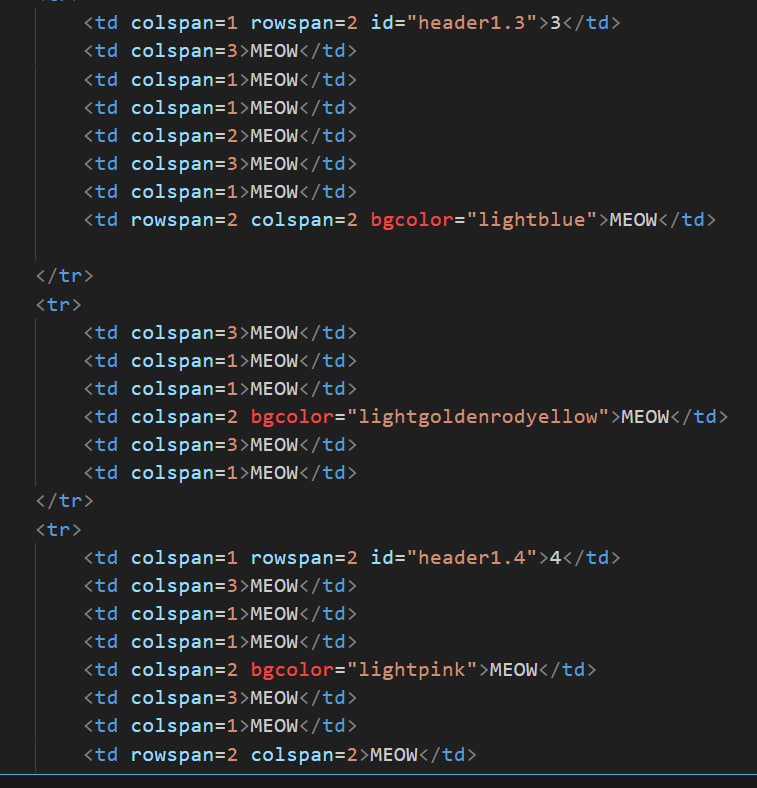 <td colspan=1 rowspan=2 id="header1.3">3</td>
<td colspan=3>MEOW</td>
<td colspan=1>MEOW</td>
<td colspan=1>MEOW</td>
<td colspan=2>MEOW</td>
<td colspan=3>MEOW</td>
<td colspan=1>MEOW</td>
<td rowspan=2 colspan=2 bgcolor="lightblue">MEOW</td>
</tr>
<tr>
<td colspan=3>MEOW</td>
<td colspan=1>MEOW</td>
<td colspan=1>MEOW</td>
<td colspan=2 bgcolor="lightgoldenrodyellow">MEOW</td>
<td colspan=3>MEOW</td>
<td colspan=1>MEOW</td>
</tr>
<tr>
<td colspan=1 rowspan=2 id="header1.4">4</td>
<td colspan=3>MEOW</td>
<td colspan=1>MEOW</td>
<td colspan=1>MEOW</td>
<td colspan=2 bgcolor="lightpink">MEOW</td>
<td colspan=3>MEOW</td>
<td colspan=1>MEOW</td>
<td rowspan=2 colspan=2>MEOW</td>